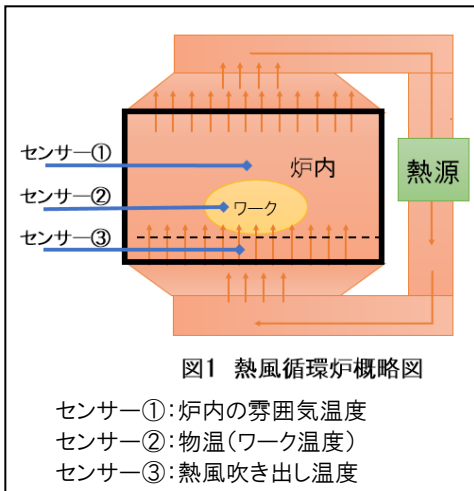 センサー①
炉内
熱源
センサー②
ワーク
センサー③
図1 熱風循環炉概略図
センサー①:炉内の雰囲気温度
センサー②:物温(ワーク温度)
センサー③:熱風吹き出し温度